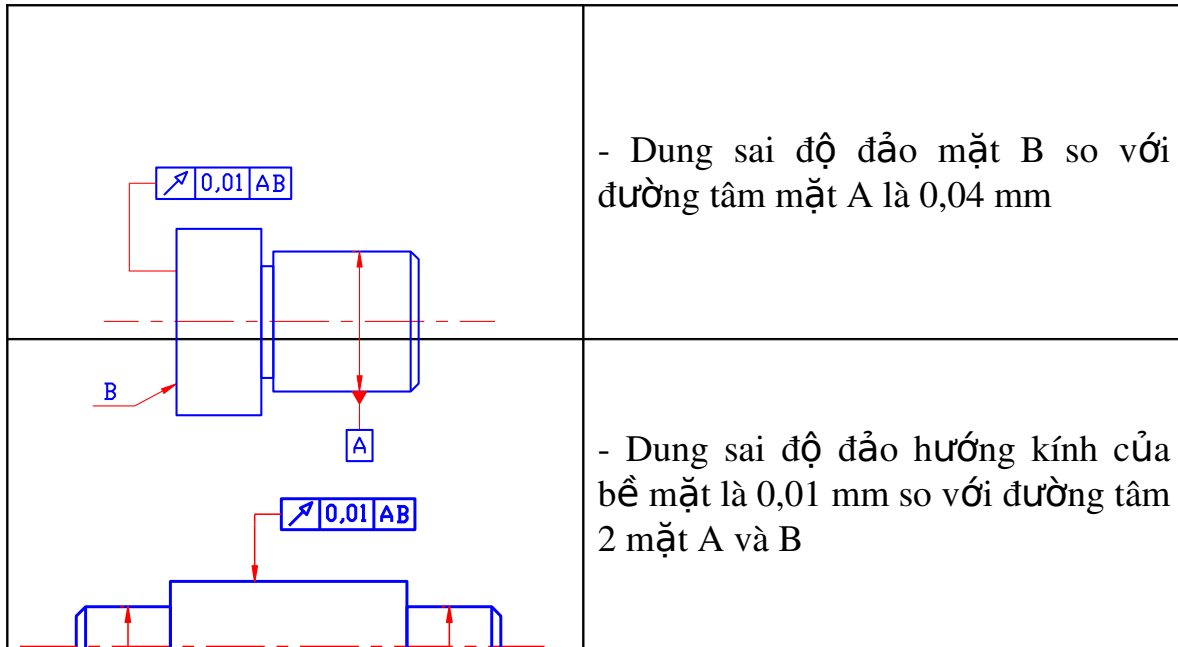 0,01 AB
- Dung sai độ đảo mặt B so với
đường tâm mặt A là 0,04 mm
B
A
- Dung sai độ đảo hướng kính của
bề mặt là 0,01 mm so với đường tâm
2 mặt A và B
0,01 AB